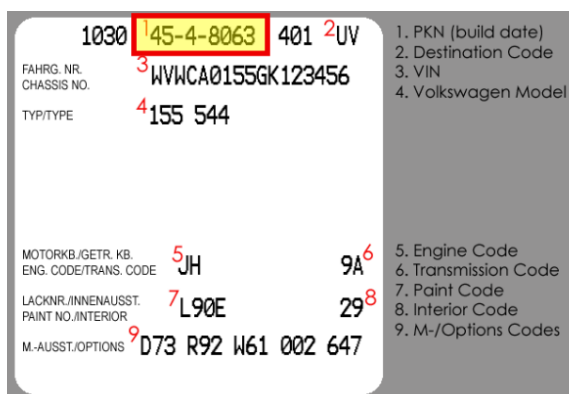 1030 1 45-4-8063 401 2 UV
FAHRG. NR.
CHASSIS NO.
3 WVWCA0155GK123456
TYP/TYPE 4 155 544
MOTORKB./GETR. KB.
ENG. CODE/TRANS. CODE
5 JH 9A 6
LACKNR./INNENAUSST.
PAINT NO./INTERIOR
7 L90E 29 8
M.-AUSST./OPTIONS 9 D73 R92 W61 002 647
1. PKN (build date)
2. Destination Code
3. VIN
4. Volkswagen Model
5. Engine Code
6. Transmission Code
7. Paint Code
8. Interior Code
9. M-/Options Codes